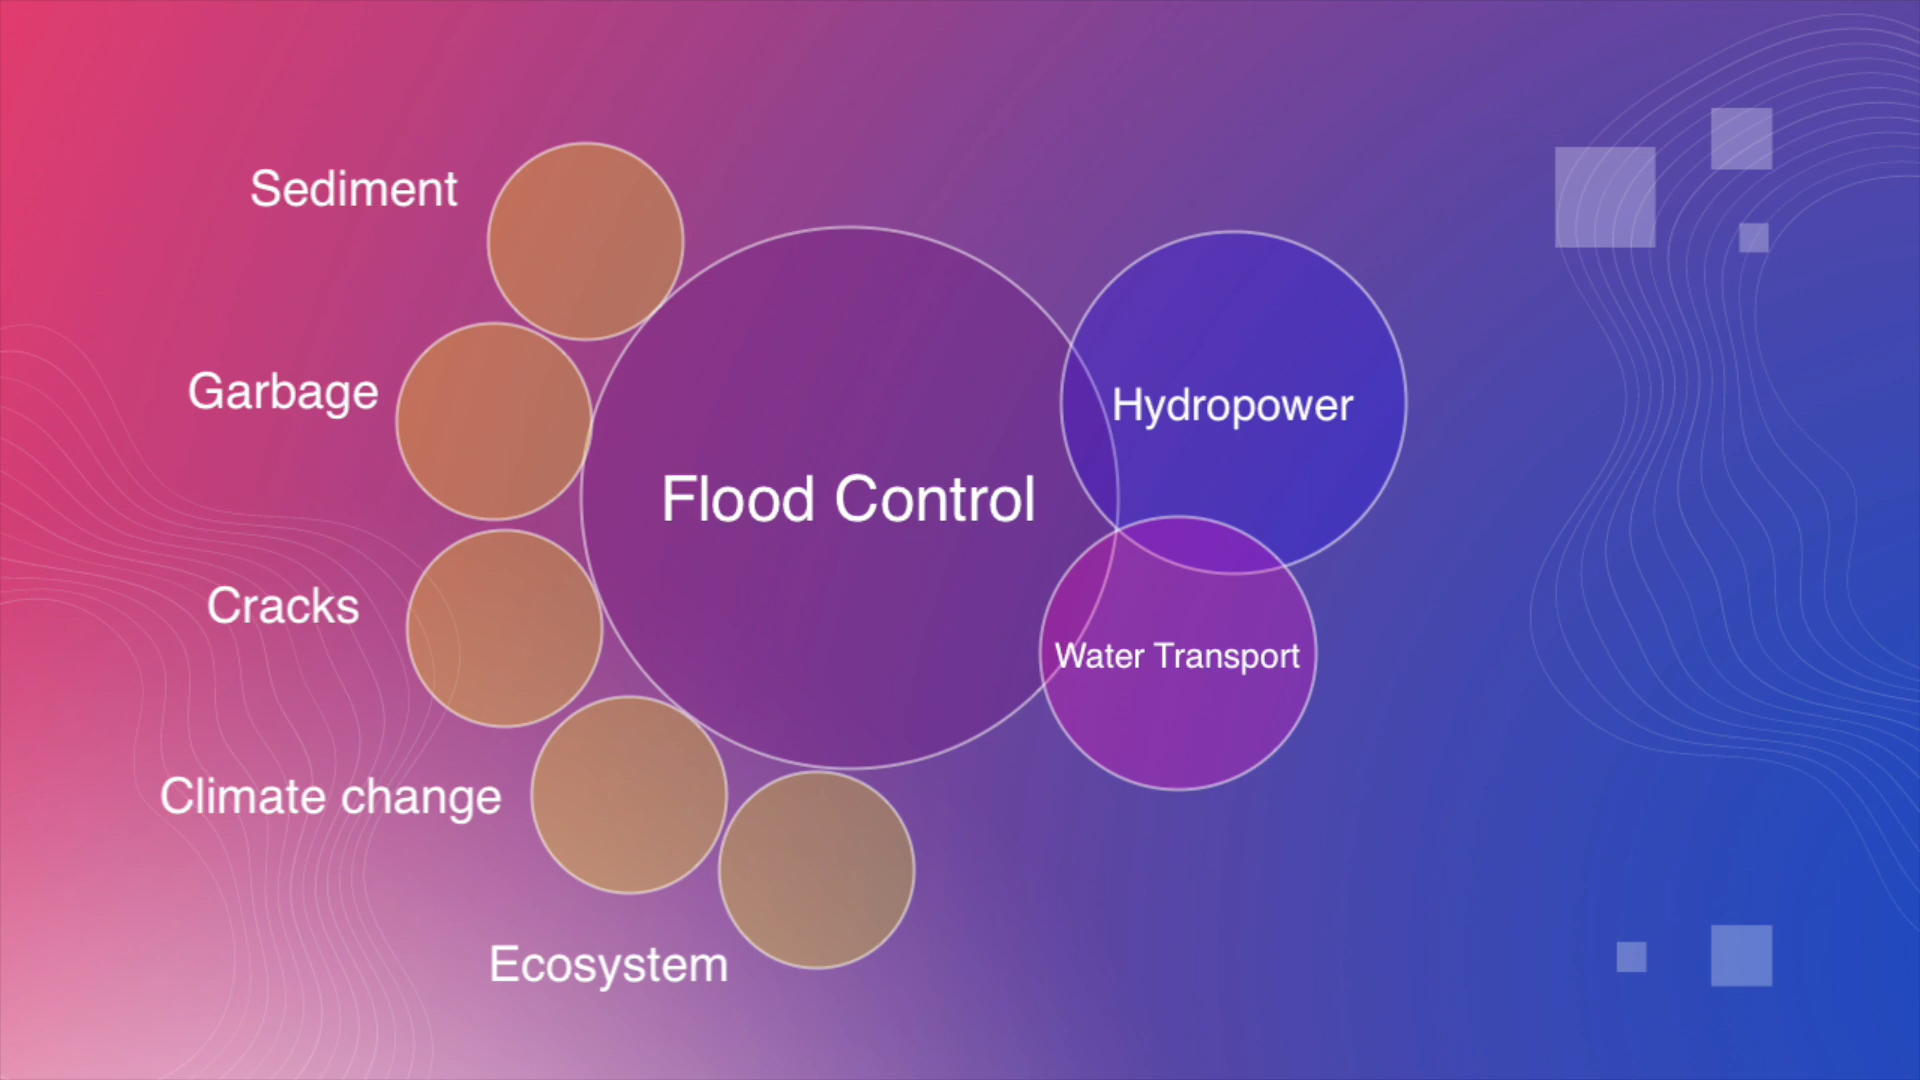 Sediment
Garbage
Hydropower
Flood Control
Cracks
Water Transport
Climate change
Ecosystem